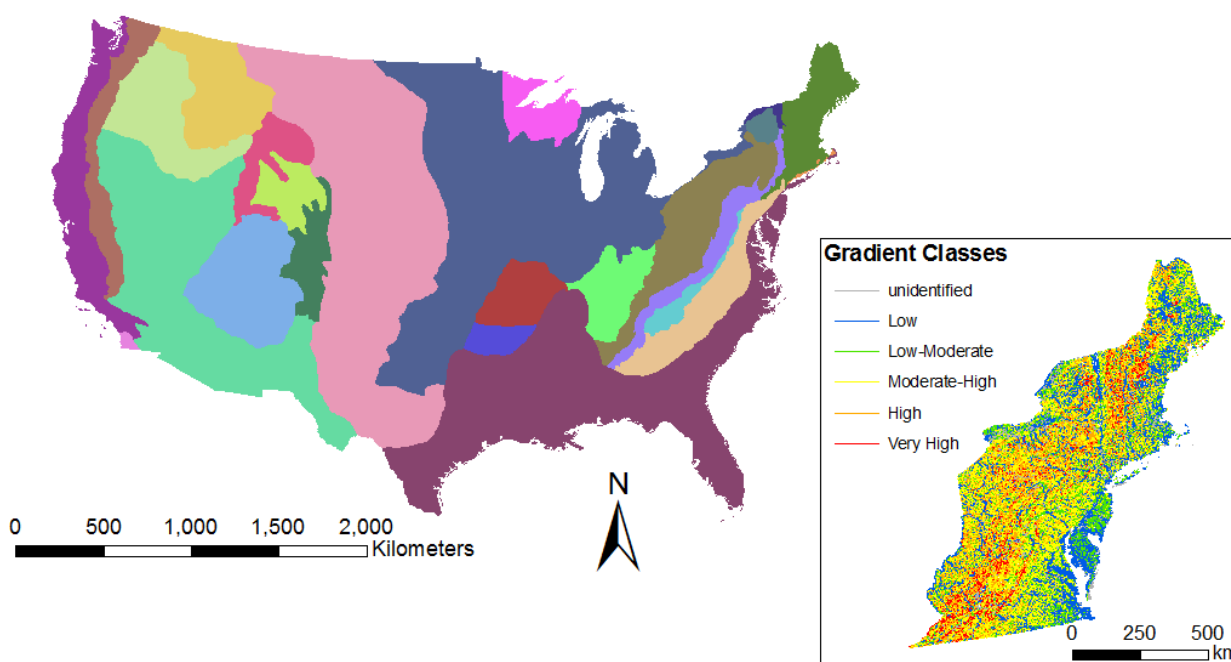 N
0 500 1,000 1,500 2,000
Kilometers
Gradient Classes
unidentified
Low
Low-Moderate
Moderate-High
High
Very High
0 250 500
km